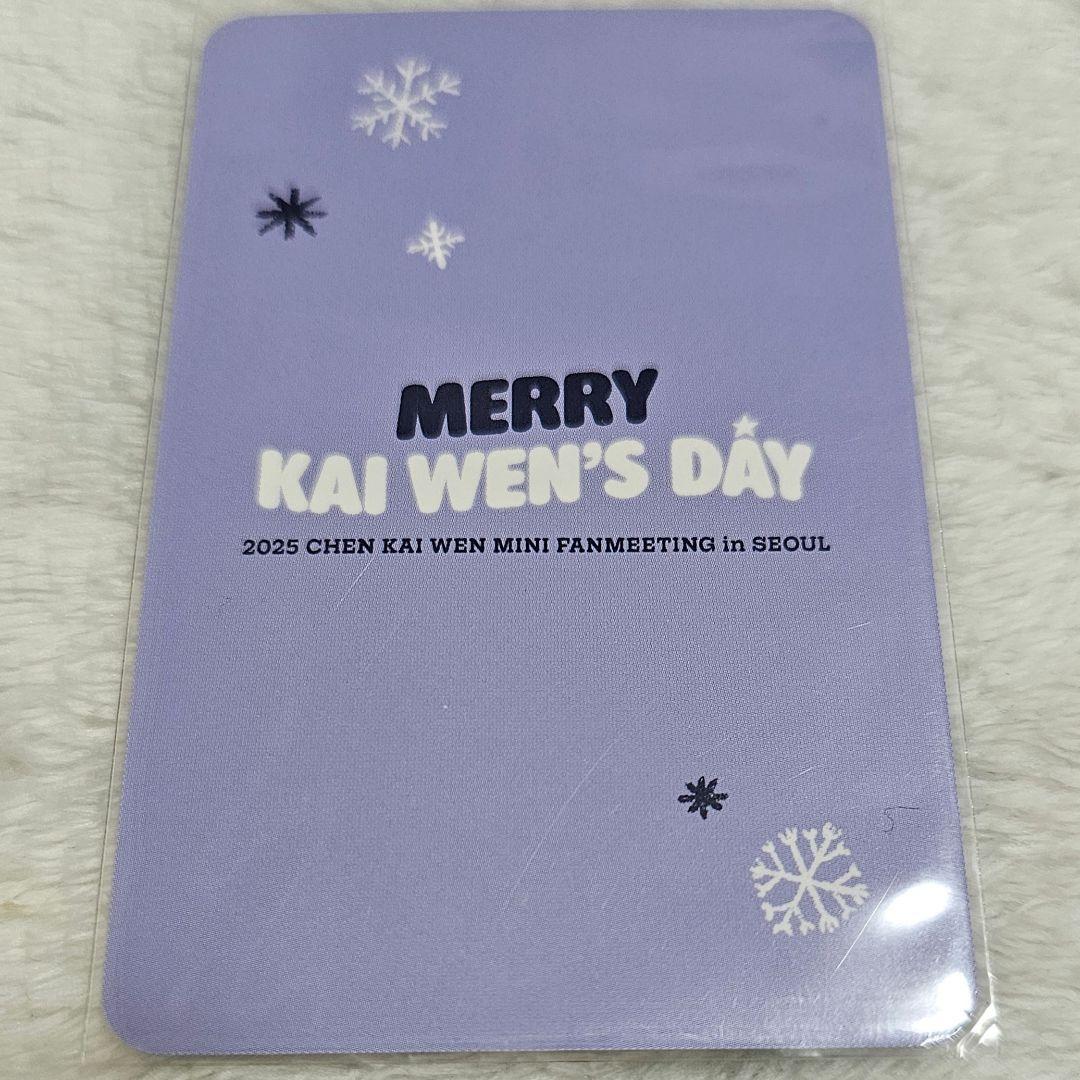 MERRY
KAI WEN'S DAY
2025 CHEN KAI WEN MINI FANMEETING in SEOUL